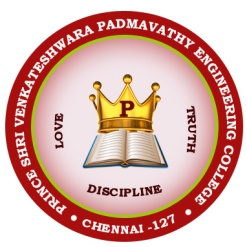 PRINCE SHRI VENKATESHWARA PADMAVATHY ENGINEERING COLLEGE
CHENNAI -127
P
LOVE
TRUTH
DISCIPLINE